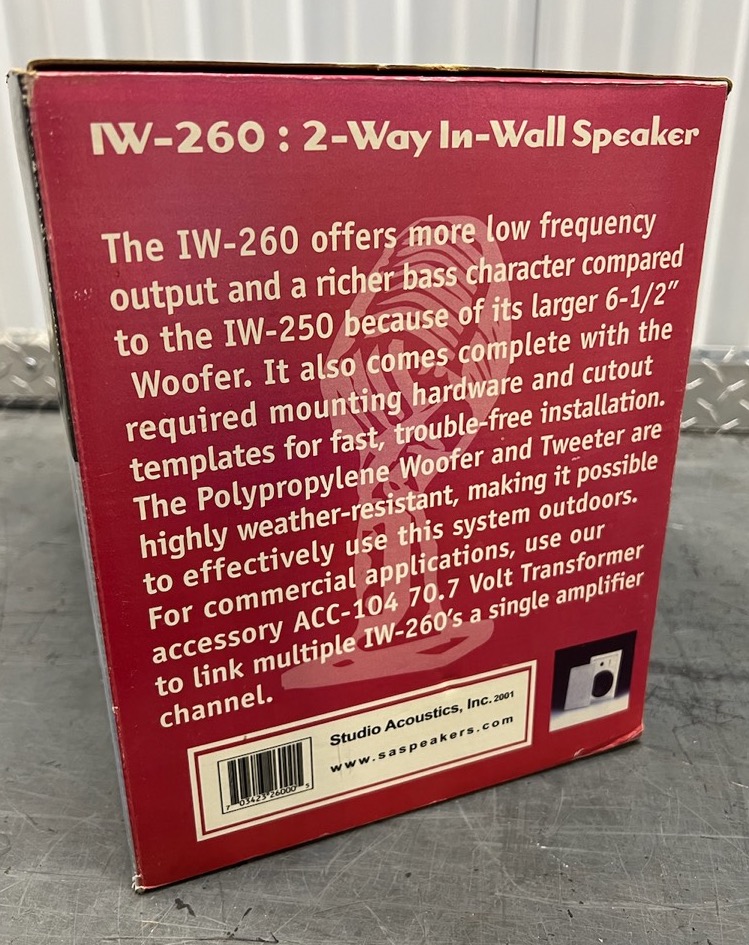 IW-260 : 2-Way In-Wall Speaker
The IW-260 offers more low frequency
output and a richer bass character compared
to the IW-250 because of its larger 6-1/2"
Woofer. It also comes complete with the
required mounting hardware and cutout
templates for fast, trouble-free installation.
The Polypropylene Woofer and Tweeter are
highly weather-resistant, making it possible
to effectively use this system outdoors.
For commercial applications, use our
accessory ACC-104 70.7 Volt Transformer
to link multiple IW-260's a single amplifier
channel.
Studio Acoustics, Inc. 2001
www.saspeakers.com
7 03423 26000 5